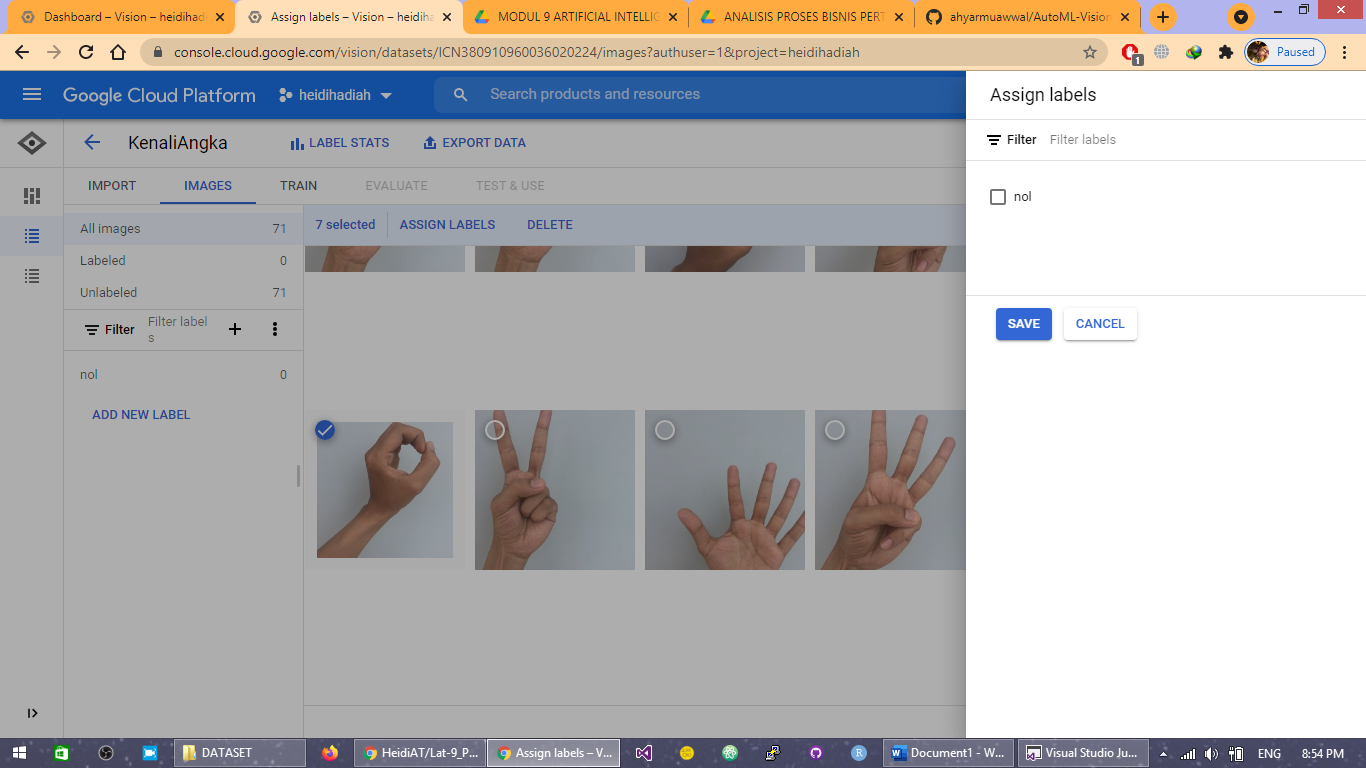 Dashboard – Vision – heidihad
Assign labels – Vision – heidiha
MODUL 9 ARTIFICIAL INTELLIG
ANALISIS PROSES BISNIS PERT
ahyarmuawwal/AutoML-Vision
console.cloud.google.com/vision/datasets/ICN380910960036020224/images?authuser=1&project=heidihadiah
1
Paused
Google Cloud Platform
heidihadiah
Search products and resources
Assign labels
KenaliAngka
LABEL STATS
EXPORT DATA
Filter
Filter labels
IMPORT
IMAGES
TRAIN
EVALUATE
TEST & USE
nol
All images 71
7 selected
ASSIGN LABELS
DELETE
Labeled 0
Unlabeled 71
Filter
Filter label
s
SAVE
CANCEL
nol 0
ADD NEW LABEL
DATASET
HeidiAT/Lat-9_P...
Assign labels – V...
R
Document1 - W...
Visual Studio Ju...
ENG
8:54 PM